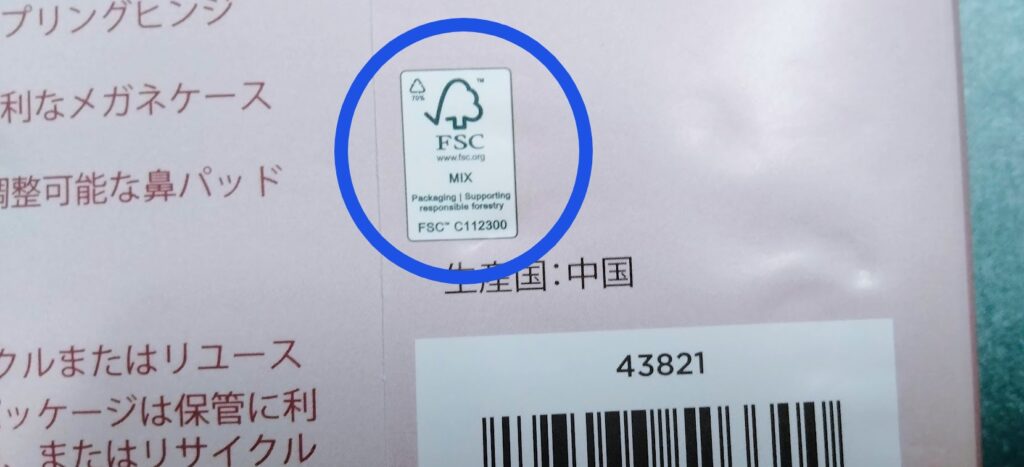 プリングヒンジ
利なメガネケース
調整可能な鼻パッド
70%
FSC
www.fsc.org
MIX
Packaging | Supporting
responsible forestry
FSC™ C112300
生産国：中国
クルまたはリユース
ッケージは保管に利
、またはリサイクル
43821